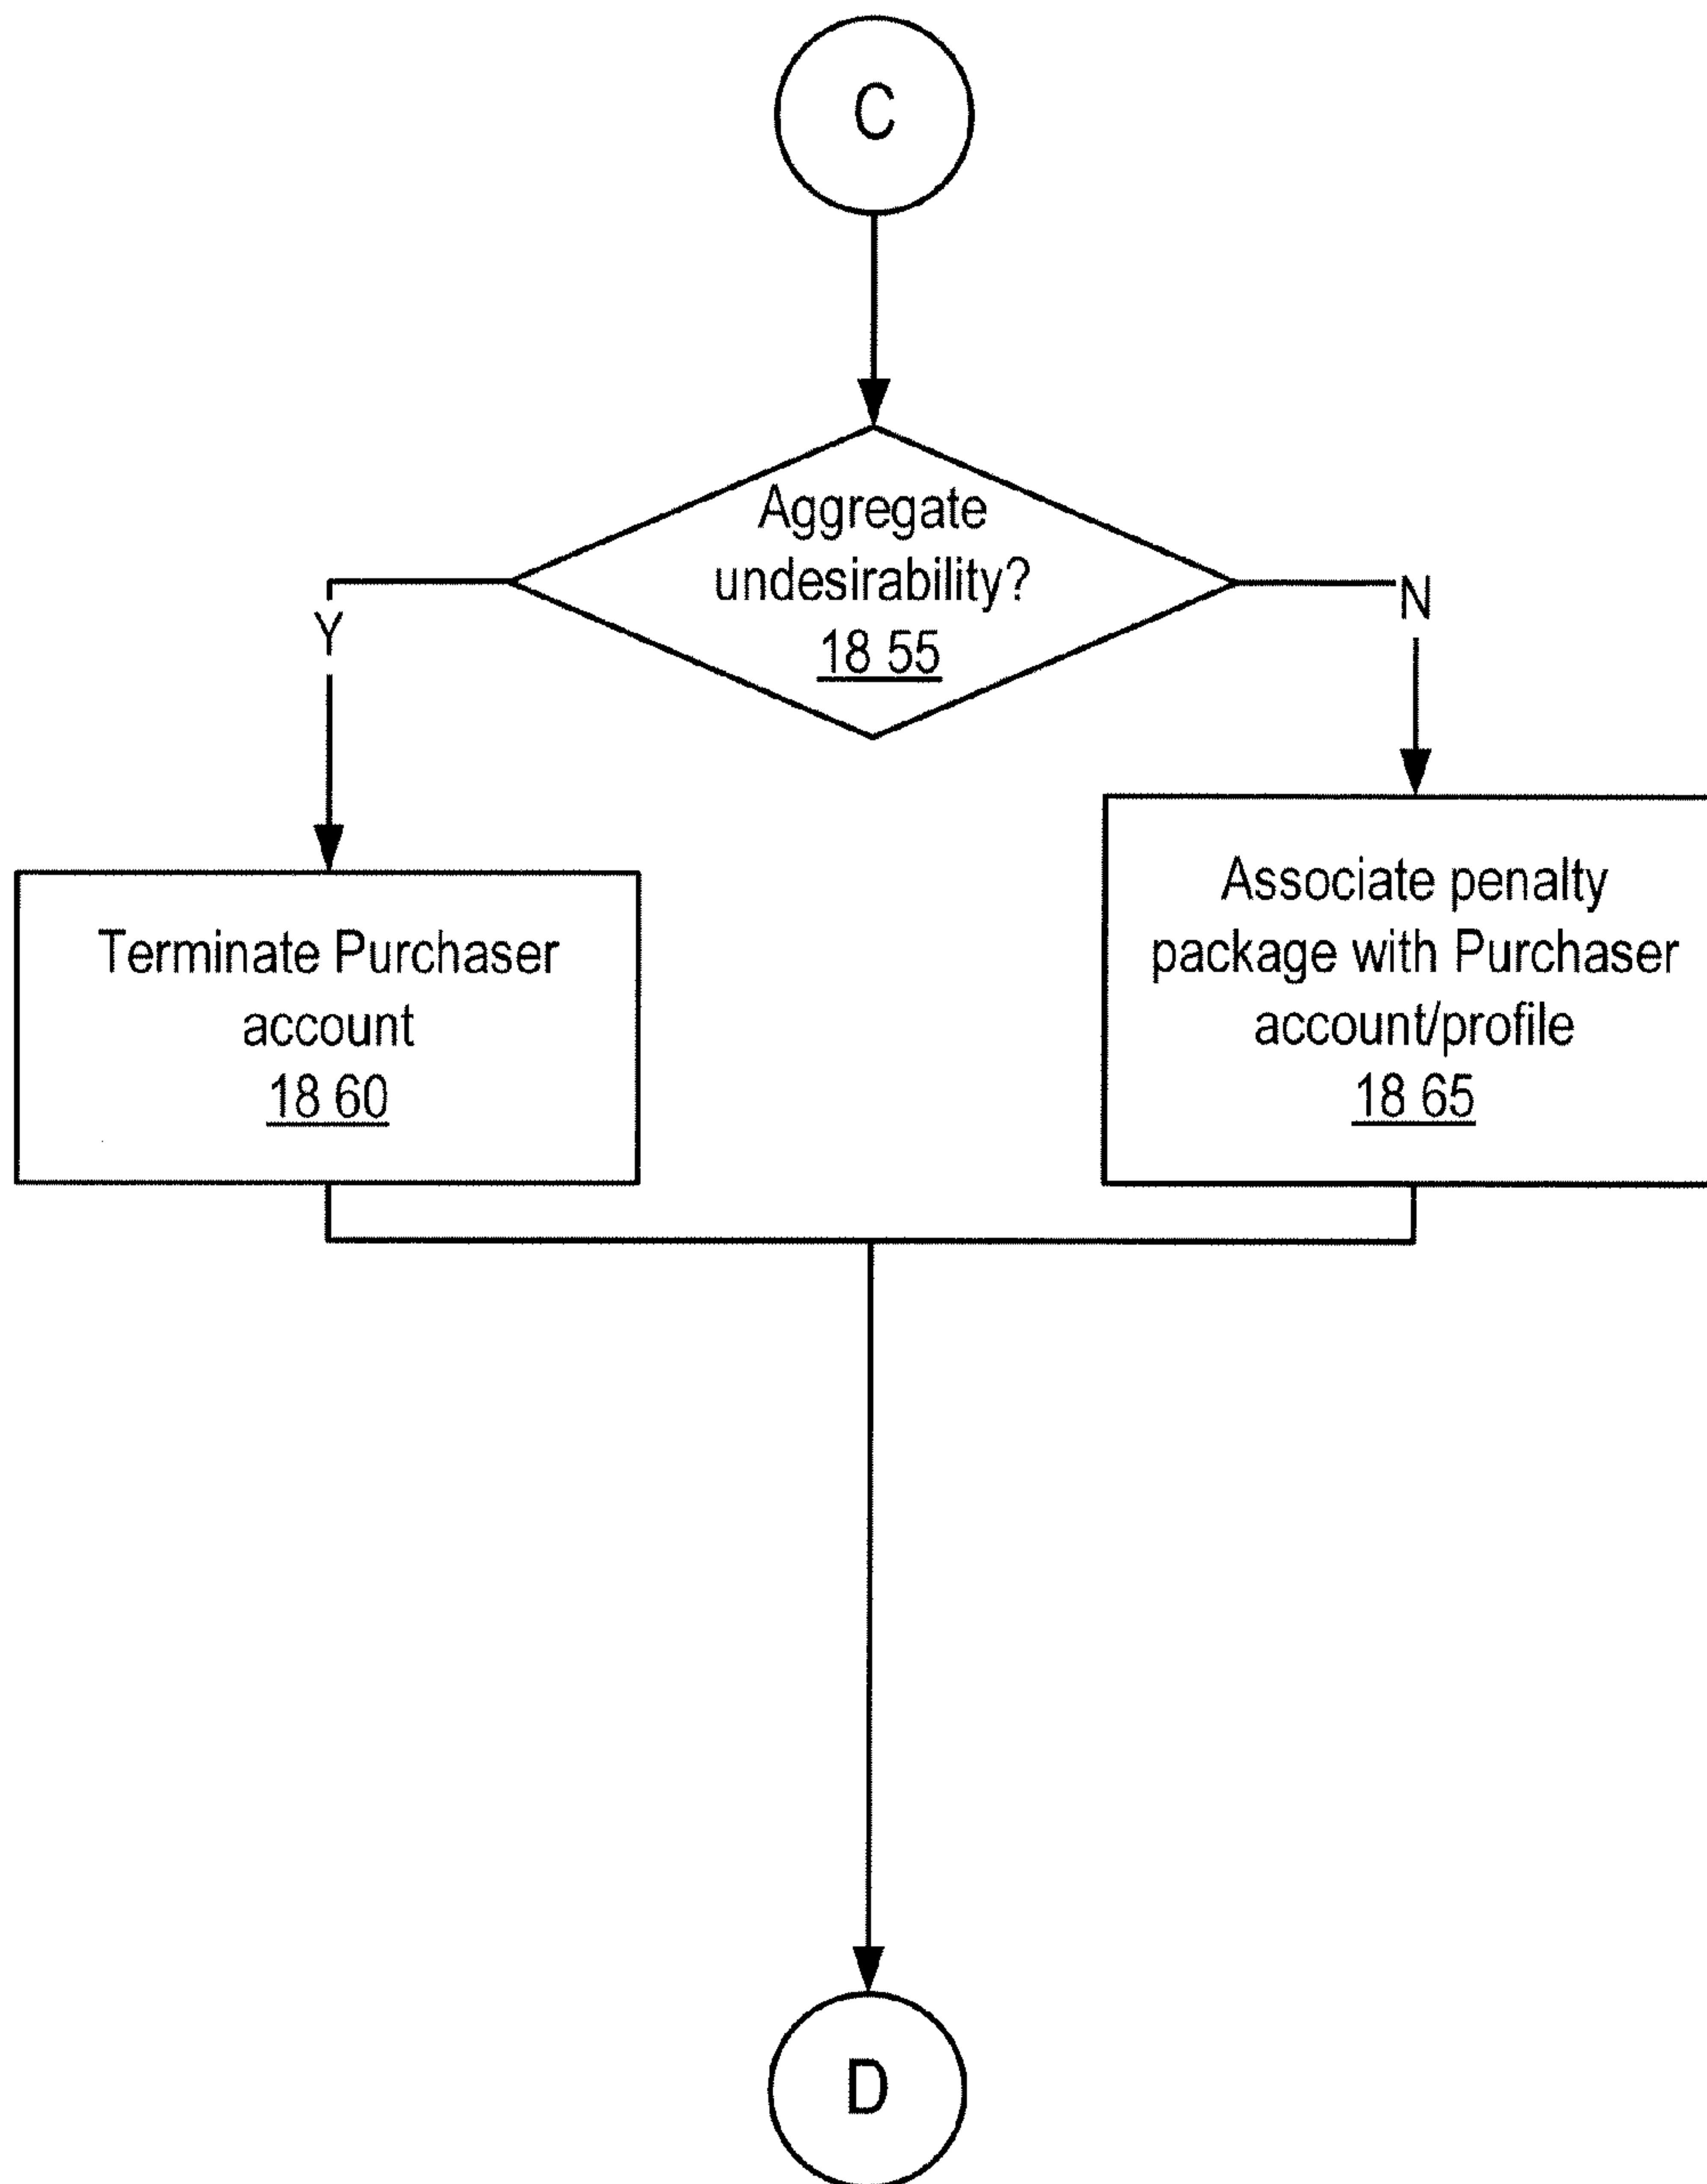 C
Aggregate
undesirability?
18 55
Y
N
Terminate Purchaser
account
18 60
Associate penalty
package with Purchaser
account/profile
18 65
D